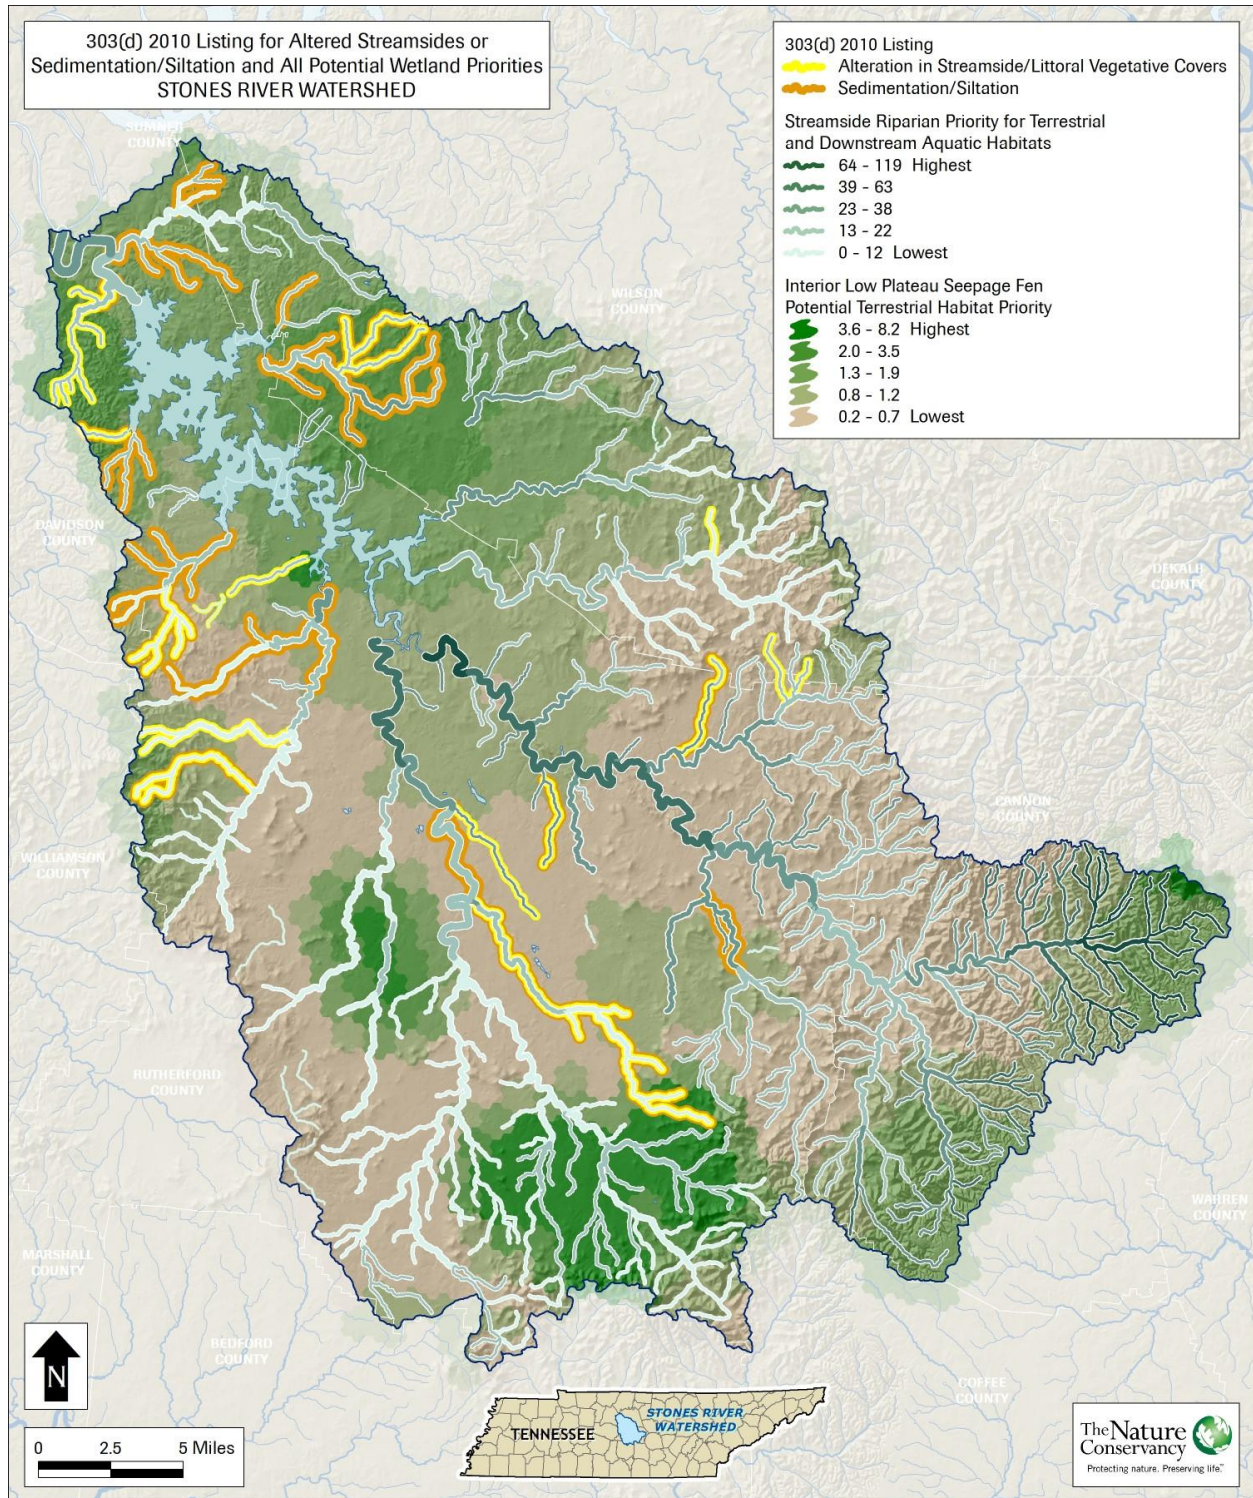 303(d) 2010 Listing for Altered Streamsides or
Sedimentation/Siltation and All Potential Wetland Priorities
STONES RIVER WATERSHED
303(d) 2010 Listing
Alteration in Streamside/Littoral Vegetative Covers
Sedimentation/Siltation
Streamside Riparian Priority for Terrestrial
and Downstream Aquatic Habitats
64 - 119 Highest
39 - 63
23 - 38
13 - 22
0 - 12 Lowest
Interior Low Plateau Seepage Fen
Potential Terrestrial Habitat Priority
3.6 - 8.2 Highest
2.0 - 3.5
1.3 - 1.9
0.8 - 1.2
0.2 - 0.7 Lowest
SUMNER
COUNTY
WILSON
COUNTY
DAVIDSON
COUNTY
DEKALB
COUNTY
CANNON
COUNTY
WILLIAMSON
COUNTY
RUTHERFORD
COUNTY
WARREN
COUNTY
MARSHALL
COUNTY
BEDFORD
COUNTY
COFFEE
COUNTY
N
0 2.5 5 Miles
TENNESSEE
STONES RIVER
WATERSHED
The Nature
Conservancy
Protecting nature. Preserving life.™